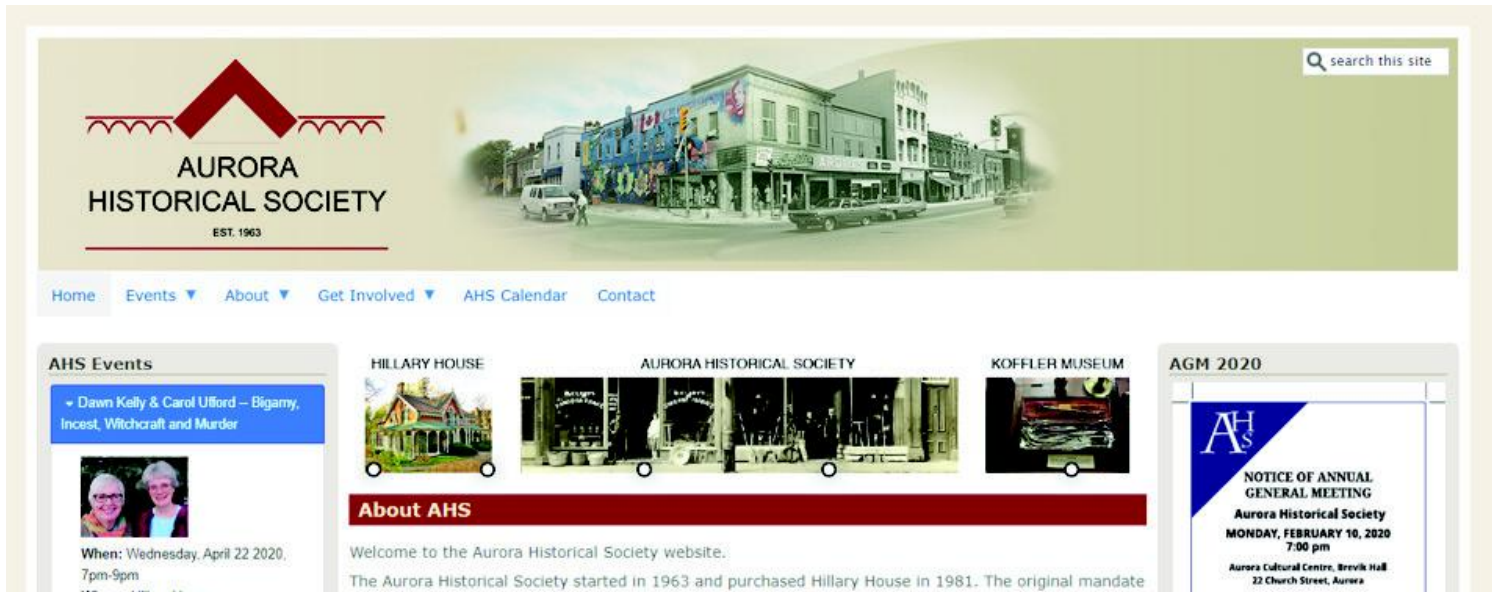 AURORA
HISTORICAL SOCIETY
EST. 1963
search this site
Home Events ▼ About ▼ Get Involved ▼ AHS Calendar Contact
AHS Events
Dawn Kelly & Carol Ufford – Bigamy,
Incest, Witchcraft and Murder
When: Wednesday, April 22 2020,
7pm-9pm
HILLARY HOUSE
AURORA HISTORICAL SOCIETY
KOFFLER MUSEUM
About AHS
Welcome to the Aurora Historical Society website.
The Aurora Historical Society started in 1963 and purchased Hillary House in 1981. The original mandate
AGM 2020
AHS
NOTICE OF ANNUAL
GENERAL MEETING
Aurora Historical Society
MONDAY, FEBRUARY 10, 2020
7:00 pm
Aurora Cultural Centre, Brevik Hall
22 Church Street, Aurora